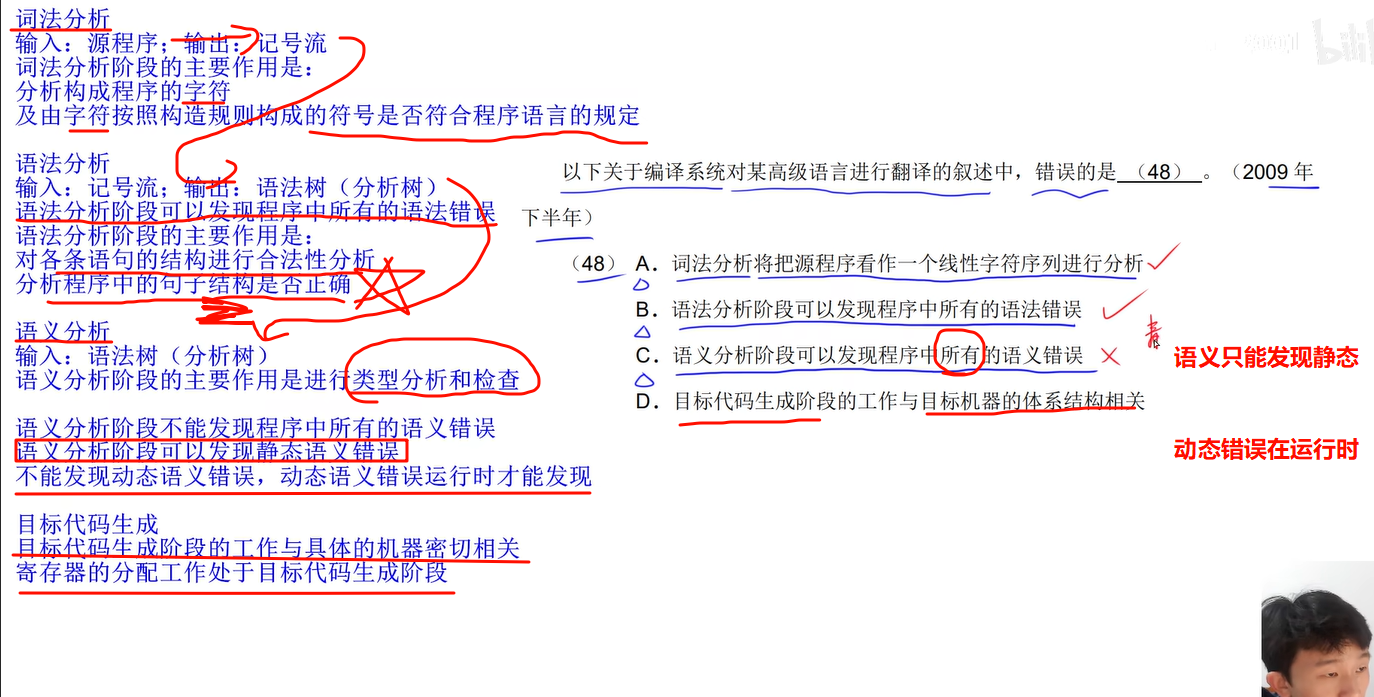 词法分析
输入：源程序；输出：记号流
词法分析阶段的主要作用是：
分析构成程序的字符
及由字符按照构造规则构成的符号是否符合程序语言的规定
语法分析
输入：记号流；输出：语法树（分析树）
语法分析阶段可以发现程序中所有的语法错误
语法分析阶段的主要作用是：
对各条语句的结构进行合法性分析
分析程序中的句子结构是否正确
语义分析
输入：语法树（分析树）
语义分析阶段的主要作用是进行类型分析和检查
语义分析阶段不能发现程序中所有的语义错误
语义分析阶段可以发现静态语义错误
不能发现动态语义错误，动态语义错误运行时才能发现
目标代码生成
目标代码生成阶段的工作与具体的机器密切相关
寄存器的分配工作处于目标代码生成阶段
以下关于编译系统对某高级语言进行翻译的叙述中，错误的是（48）。（2009 年
下半年）
（48） A．词法分析将把源程序看作一个线性字符序列进行分析
B．语法分析阶段可以发现程序中所有的语法错误
C．语义分析阶段可以发现程序中所有的语义错误
D．目标代码生成阶段的工作与目标机器的体系结构相关
语义只能发现静态
动态错误在运行时
bili